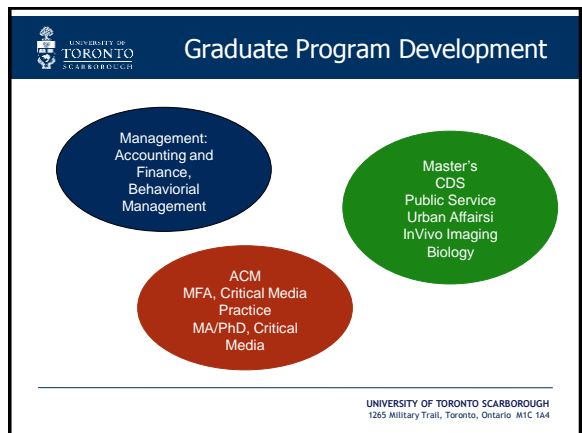 UNIVERSITY OF
TORONTO
SCARBOROUGH
Graduate Program Development
Management:
Accounting and
Finance,
Behaviorial
Management
Master's
CDS
Public Service
Urban Affairsi
InVivo Imaging
Biology
ACM
MFA, Critical Media
Practice
MA/PhD, Critical
Media
UNIVERSITY OF TORONTO SCARBOROUGH
1265 Military Trail, Toronto, Ontario M1C 1A4